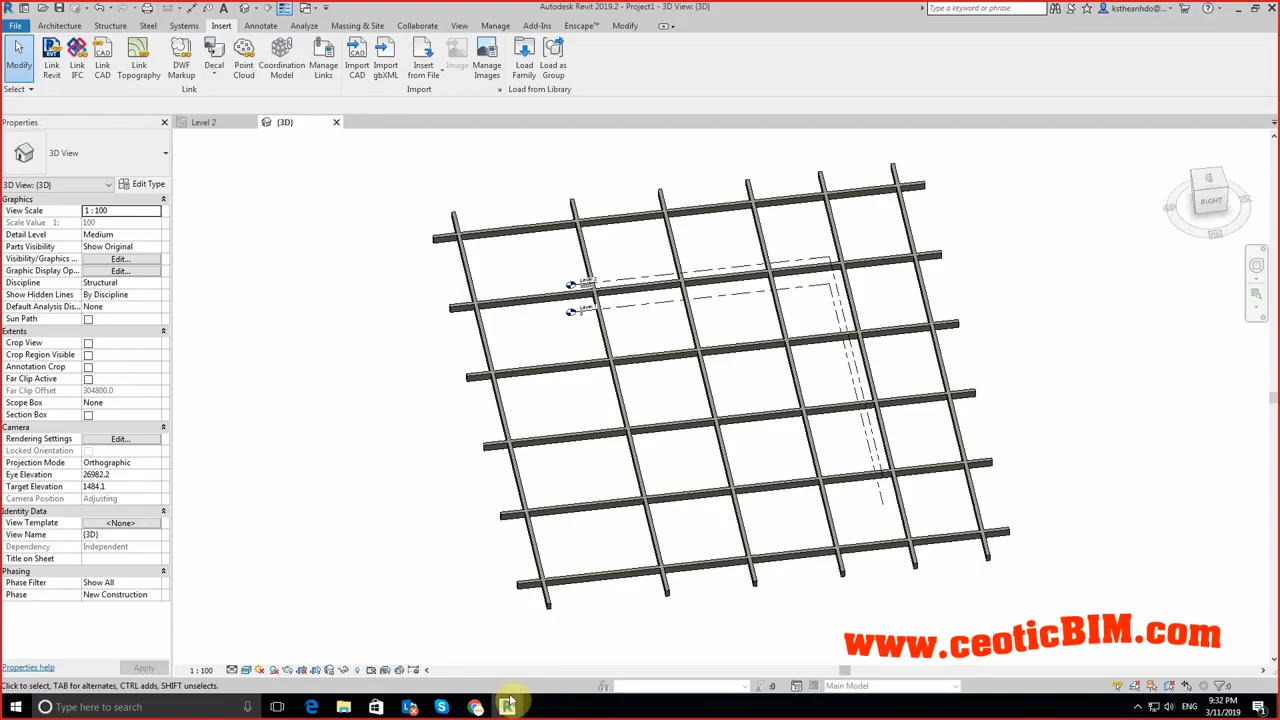 Autodesk Revit 2019.2 - Project1 - 3D View: {3D}
Type a keyword or phrase
kstheanhdo
File Architecture Structure Steel Systems Insert Annotate Analyze Massing & Site Collaborate View Manage Add-Ins Enscape™ Modify
Modify
Link Revit
Link IFC
Link CAD
Link Topography
DWF Markup
Decal
Point Cloud
Coordination Model
Manage Links
Import CAD
Import gbXML
Insert from File
Image
Manage Images
Load Family
Load as Group
Select
Link
Import
Load from Library
Properties
Level 2
{3D}
3D View
3D View: {3D}
Edit Type
Graphics
View Scale 1 : 100
Scale Value 1: 100
Detail Level Medium
Parts Visibility Show Original
Visibility/Graphics ... Edit...
Graphic Display Op... Edit...
Discipline Structural
Show Hidden Lines By Discipline
Default Analysis Dis... None
Sun Path
Extents
Crop View
Crop Region Visible
Annotation Crop
Far Clip Active
Far Clip Offset 304800.0
Scope Box None
Section Box
Camera
Rendering Settings Edit...
Locked Orientation
Projection Mode Orthographic
Eye Elevation 26982.2
Target Elevation 1484.1
Camera Position Adjusting
Identity Data
View Template <None>
View Name {3D}
Dependency Independent
Title on Sheet
Phasing
Phase Filter Show All
Phase New Construction
Properties help
Apply
RIGHT
www.ceoticBIM.com
1 : 100
Click to select, TAB for alternates, CTRL adds, SHIFT unselects.
:0
Main Model
:0
Type here to search
9:32 PM
3/11/2019